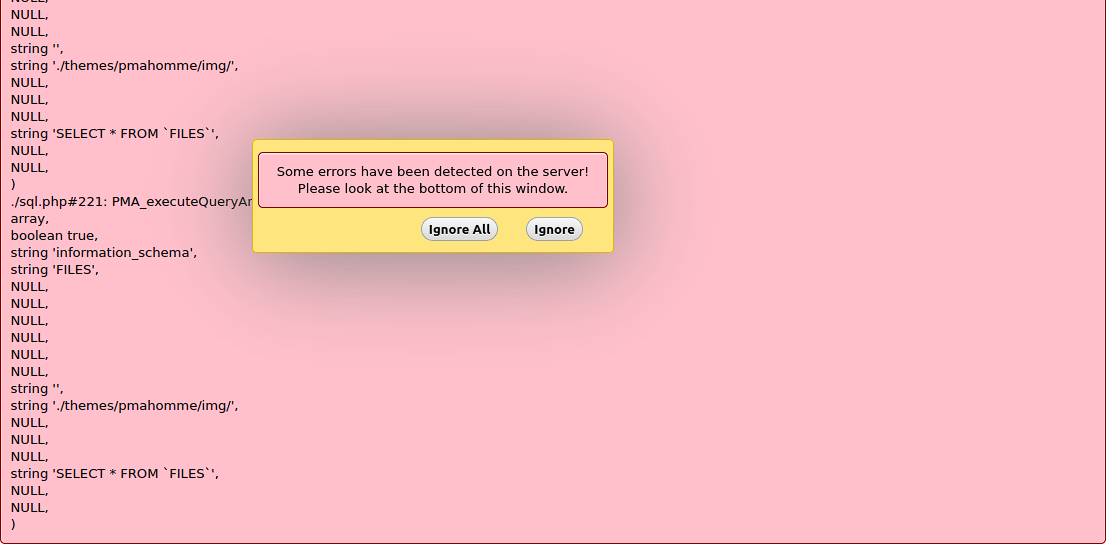 NULL,
NULL,
NULL,
string '',
string './themes/pmahomme/img/',
NULL,
NULL,
NULL,
string 'SELECT * FROM `FILES`',
NULL,
NULL,
)
./sql.php#221: PMA_executeQueryAr
array,
boolean true,
string 'information_schema',
string 'FILES',
NULL,
NULL,
NULL,
NULL,
NULL,
NULL,
string '',
string './themes/pmahomme/img/',
NULL,
NULL,
NULL,
string 'SELECT * FROM `FILES`',
NULL,
NULL,
)
Some errors have been detected on the server!
Please look at the bottom of this window.
Ignore All
Ignore